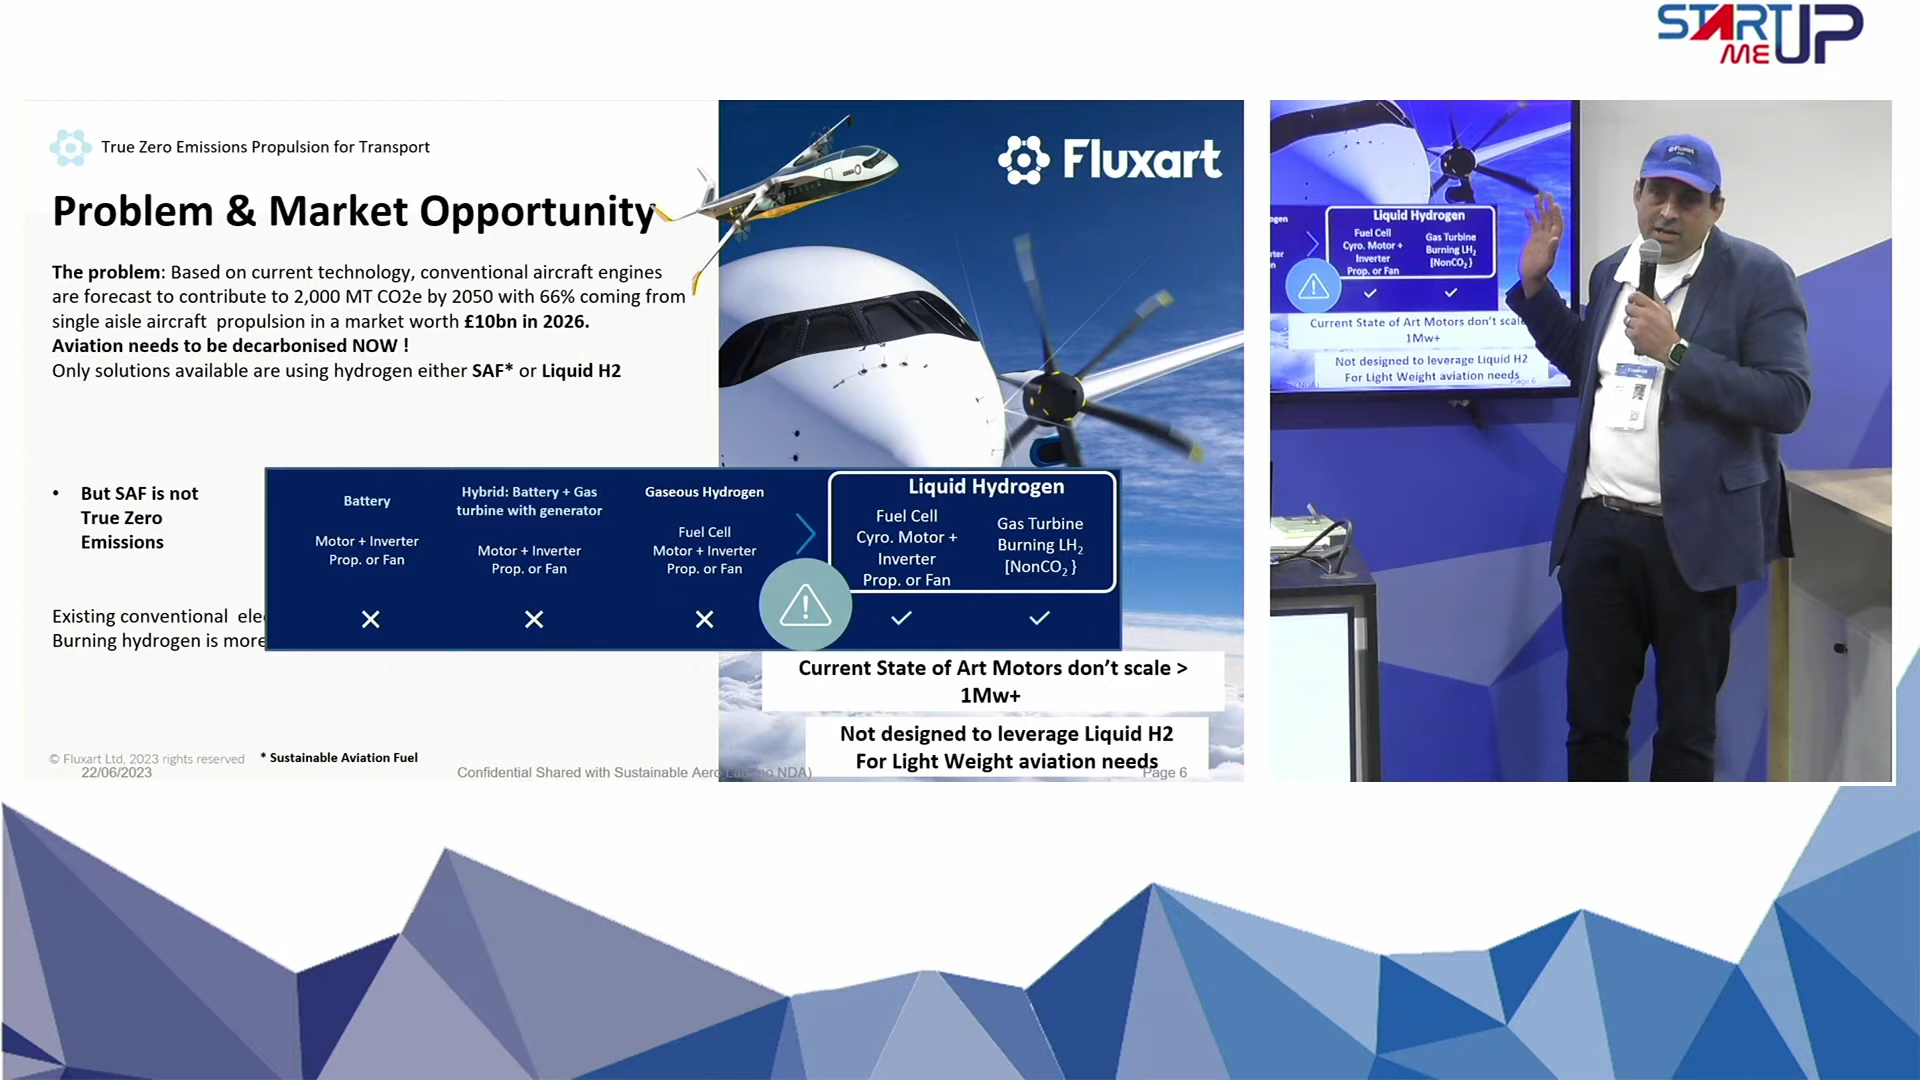 START
ME UP
True Zero Emissions Propulsion for Transport
Fluxart
Problem & Market Opportunity
The problem: Based on current technology, conventional aircraft engines
are forecast to contribute to 2,000 MT CO2e by 2050 with 66% coming from
single aisle aircraft propulsion in a market worth £10bn in 2026.
Aviation needs to be decarbonised NOW !
Only solutions available are using hydrogen either SAF* or Liquid H2
• But SAF is not
True Zero
Emissions
Existing conventional ele
Burning hydrogen is more
Battery
Motor + Inverter
Prop. or Fan
Hybrid: Battery + Gas
turbine with generator
Motor + Inverter
Prop. or Fan
Gaseous Hydrogen
Fuel Cell
Motor + Inverter
Prop. or Fan
Liquid Hydrogen
Fuel Cell
Cyro. Motor +
Inverter
Prop. or Fan
Gas Turbine
Burning LH2
[NonCO2 }
Current State of Art Motors don't scale >
1Mw+
Not designed to leverage Liquid H2
For Light Weight aviation needs
© Fluxart Ltd, 2023 rights reserved
* Sustainable Aviation Fuel
22/06/2023
Confidential Shared with Sustainable Aero NDA)
Page 6
Fluxart
ogen
Liquid Hydrogen
Fuel Cell
Cyro. Motor +
Inverter
Prop. or Fan
Gas Turbine
Burning LH2
[NonCO2 }
Current State of Art Motors don't scale
1Mw+
Not designed to leverage Liquid H2
For Light Weight aviation needs
Page 6